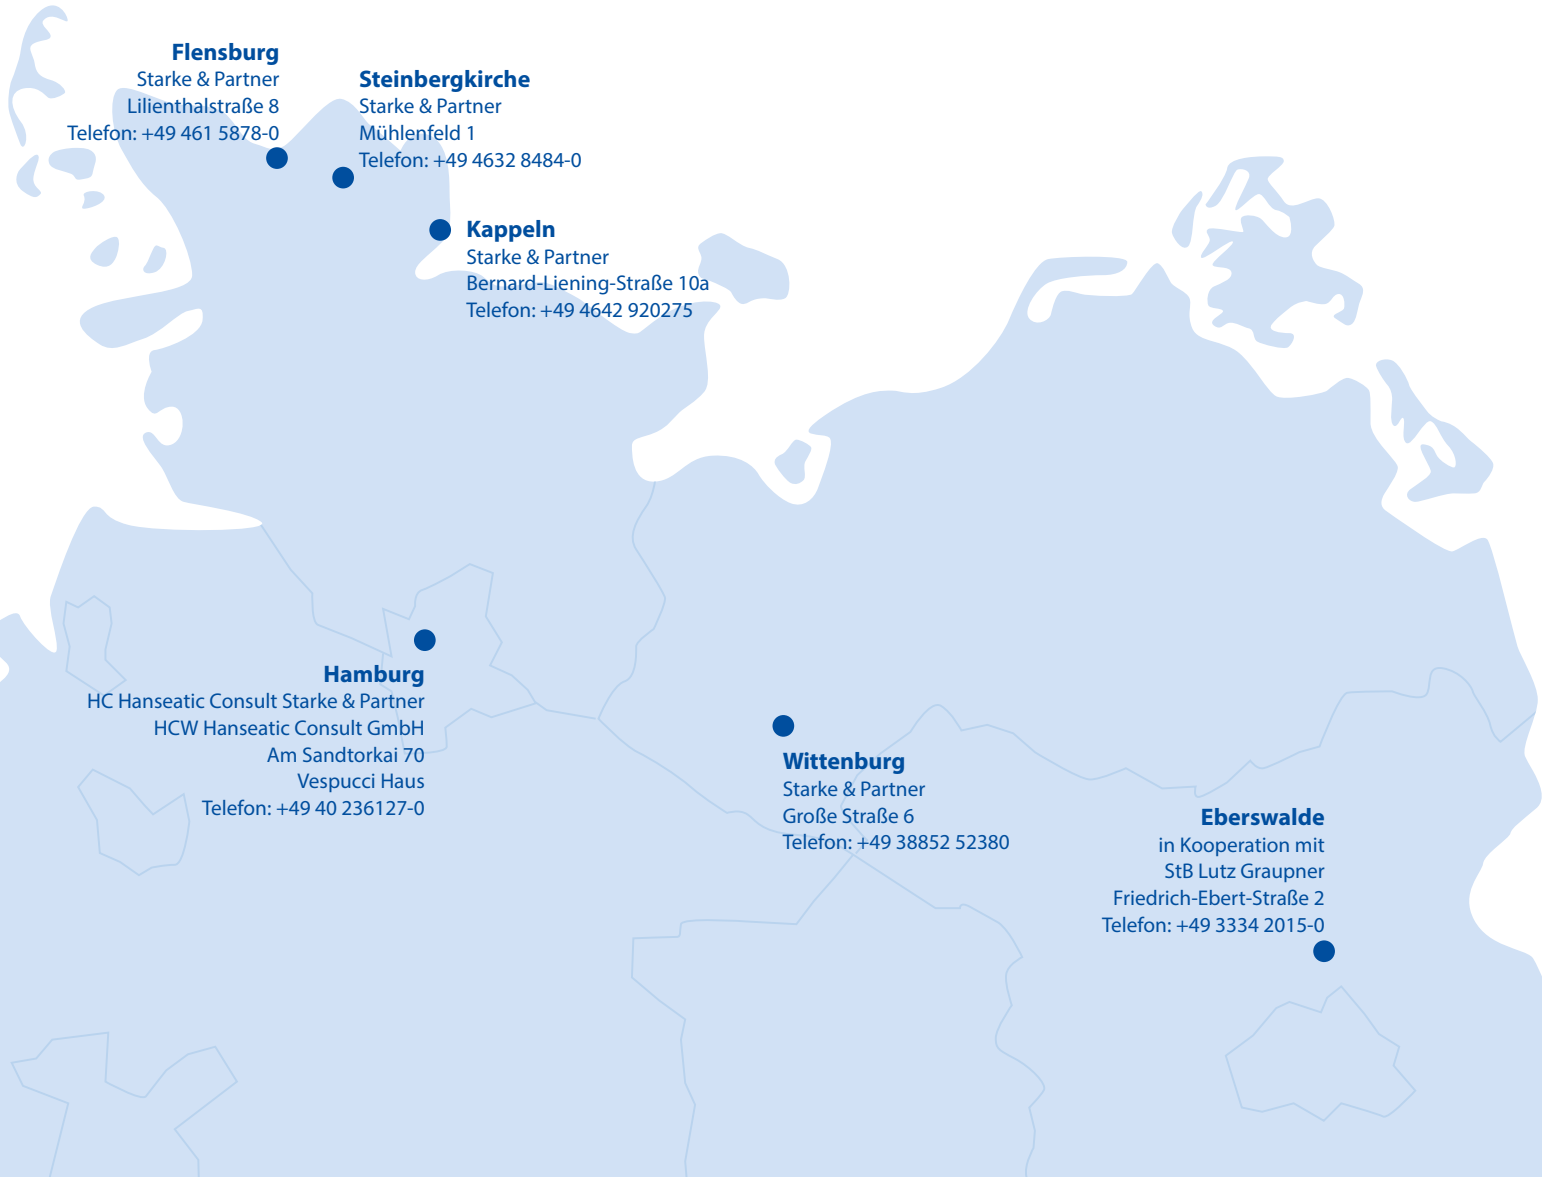 Flensburg
Starke & Partner
Lilienthalstraße 8
Telefon: +49 461 5878-0
Steinbergkirche
Starke & Partner
Mühlenfeld 1
Telefon: +49 4632 8484-0
Kappeln
Starke & Partner
Bernard-Liening-Straße 10a
Telefon: +49 4642 920275
Hamburg
HC Hanseatic Consult Starke & Partner
HCW Hanseatic Consult GmbH
Am Sandtorkai 70
Vespucci Haus
Telefon: +49 40 236127-0
Wittenburg
Starke & Partner
Große Straße 6
Telefon: +49 38852 52380
Eberswalde
in Kooperation mit
StB Lutz Graupner
Friedrich-Ebert-Straße 2
Telefon: +49 3334 2015-0